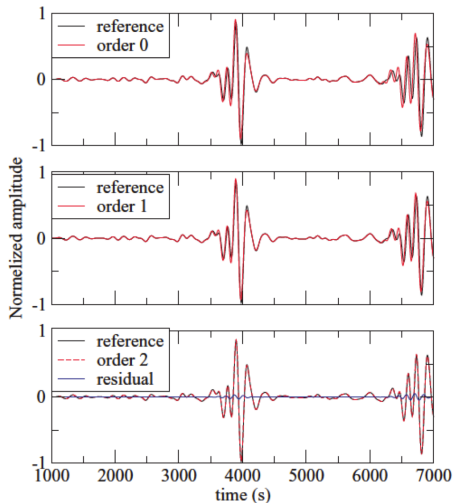 1
reference
order 0
0
-1
1
reference
order 1
0
-1
Normalized amplitude
1
reference
order 2
residual
0
-1
1000 2000 3000 4000 5000 6000 7000
time (s)